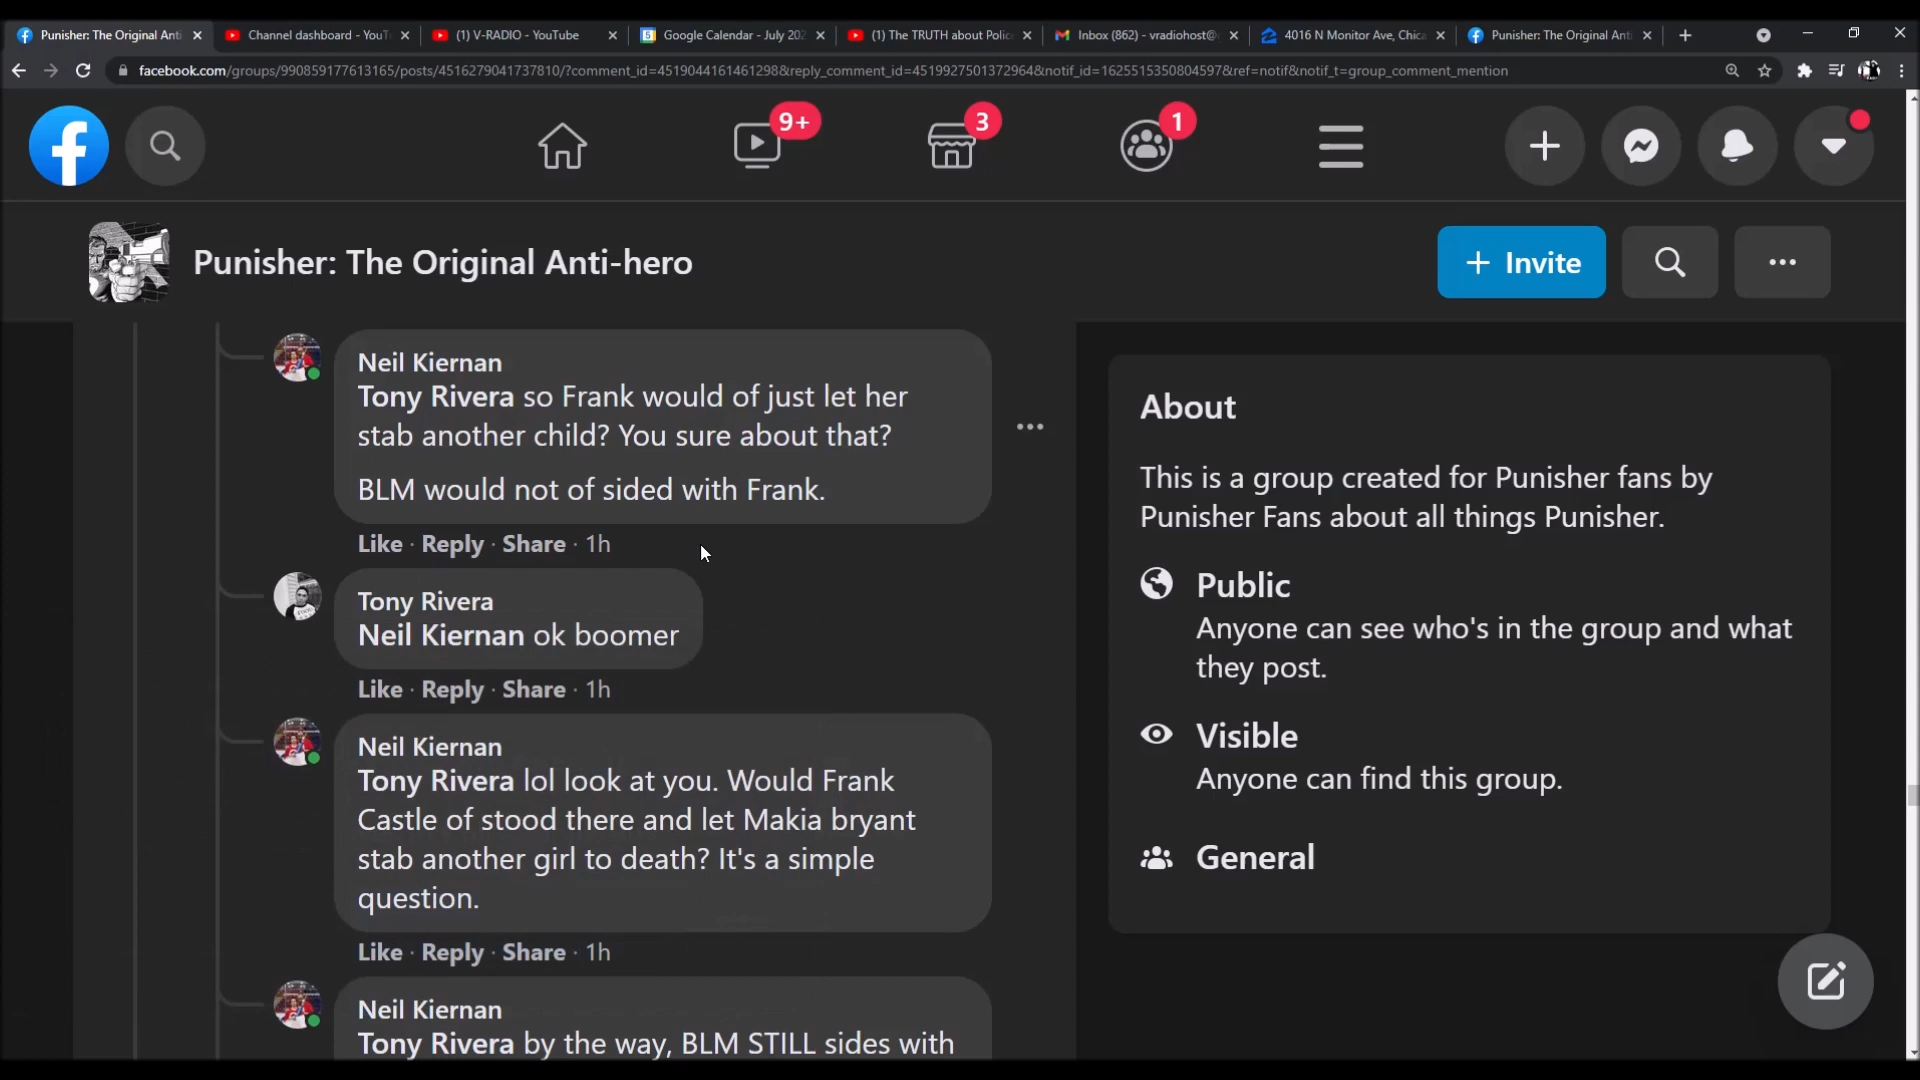 Punisher: The Original Anti
Channel dashboard - YouT
(1) V-RADIO - YouTube
Google Calendar - July 202
(1) The TRUTH about Polic
Inbox (862) - vradiohost@
4016 N Monitor Ave, Chica
Punisher: The Original Ant
facebook.com/groups/990859177613165/posts/4516279041737810/?comment_id=4519044161461298&reply_comment_id=4519927501372964&notif_id=1625515350804597&ref=notif&notif_t=group_comment_mention
9+
3
1
Punisher: The Original Anti-hero
+ Invite
Neil Kiernan
Tony Rivera so Frank would of just let her
stab another child? You sure about that?
BLM would not of sided with Frank.
Like · Reply · Share · 1h
Tony Rivera
Neil Kiernan ok boomer
Like · Reply · Share · 1h
Neil Kiernan
Tony Rivera lol look at you. Would Frank
Castle of stood there and let Makia bryant
stab another girl to death? It's a simple
question.
Like · Reply · Share · 1h
Neil Kiernan
Tony Rivera by the way, BLM STILL sides with
About
This is a group created for Punisher fans by
Punisher Fans about all things Punisher.
Public
Anyone can see who's in the group and what
they post.
Visible
Anyone can find this group.
General